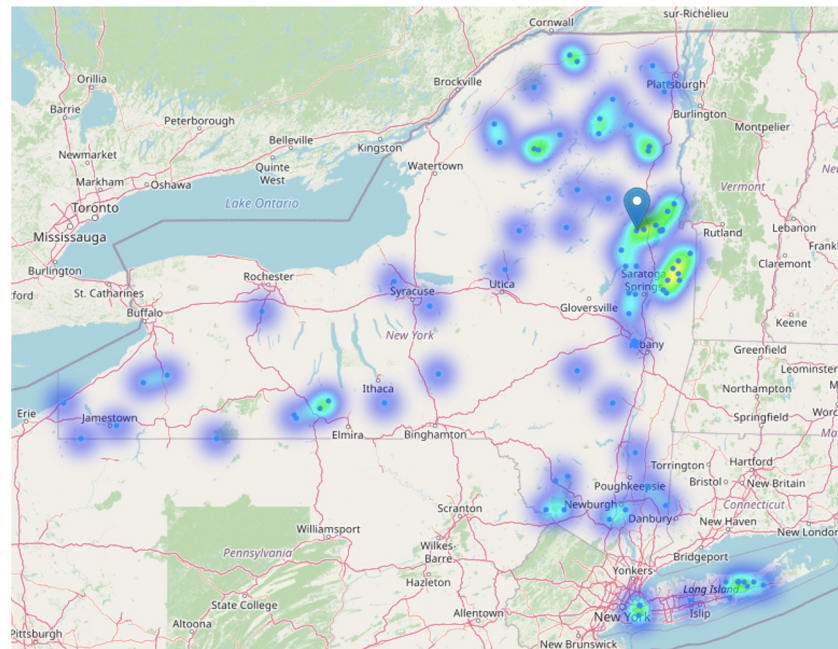 Cornwall
sur-Richelieu
Orillia
Brockville
Plattsburgh
Barrie
Peterborough
Burlington
Montpelier
Newmarket
Belleville
Kingston
Markham
Oshawa
Quinte
West
Watertown
Vermont
Toronto
Lake Ontario
Mississauga
Rutland
Lebanon
Burlington
Rochester
Claremont
St. Catharines
Syracuse
Utica
Saratoga
Springs
Buffalo
Gloversville
Keene
New York
bany
Greenfield
Ithaca
Northampton
Erie
Jamestown
Elmira
Binghamton
Springfield
Torrington
Hartford
Poughkeepsie
Bristol
New Britain
Scranton
Newburgh
Danbury
Connecticut
New Haven
New London
Williamsport
Wilkes-
Barre
Bridgeport
Pennsylvania
Yonkers
Hazleton
Long Island
State College
New York
Islip
Altoona
Allentown
Pittsburgh
New Brunswick